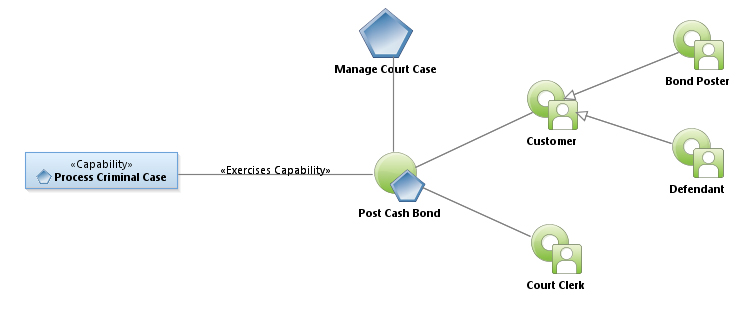 Manage Court Case
Bond Poster
Customer
«Capability»
Process Criminal Case
«Exercises Capability»
Defendant
Post Cash Bond
Court Clerk